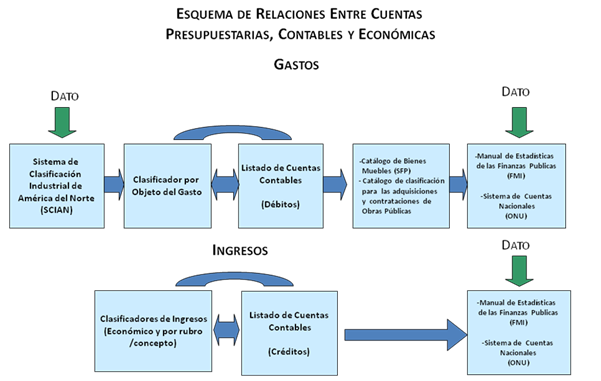 ESQUEMA DE RELACIONES ENTRE CUENTAS
PRESUPUESTARIAS, CONTABLES Y ECONÓMICAS
GASTOS
DATO
DATO
Sistema de
Clasificación
Industrial de
América del Norte
(SCIAN)
Clasificador por
Objeto del Gasto
Listado de Cuentas
Contables
(Débitos)
-Catálogo de Bienes
Muebles (SFP)
- Catálogo de clasificación
para las adquisiciones
y contrataciones de
Obras Públicas
-Manual de Estadísticas
de las Finanzas Publicas
(FMI)
-Sistema de Cuentas
Nacionales
(ONU)
INGRESOS
DATO
Clasificadores de Ingresos
(Económico y por rubro
/concepto)
Listado de Cuentas
Contables
(Créditos)
-Manual de Estadísticas
de las Finanzas Publicas
(FMI)
-Sistema de Cuentas
Nacionales
(ONU)